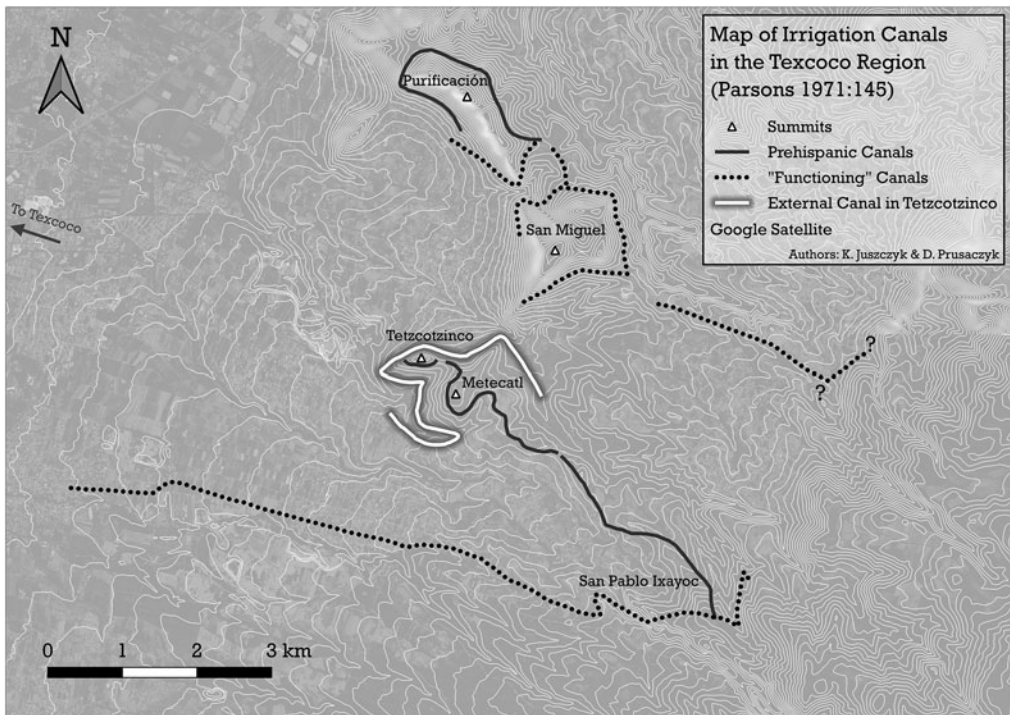 N
Map of Irrigation Canals
in the Texcoco Region
(Parsons 1971:145)
Summits
Prehispanic Canals
"Functioning" Canals
External Canal in Tetzcotzinco
Google Satellite
Authors: K. Juszczyk & D. Prusaczyk
Purificación
To Texcoco
San Miguel
Tetzcotzinco
Metecatl
?
?
San Pablo Ixayoc
0 1 2 3 km